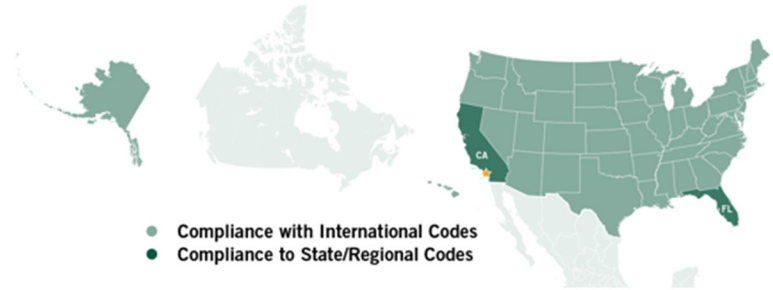 CA
FL
Compliance with International Codes
Compliance to State/Regional Codes